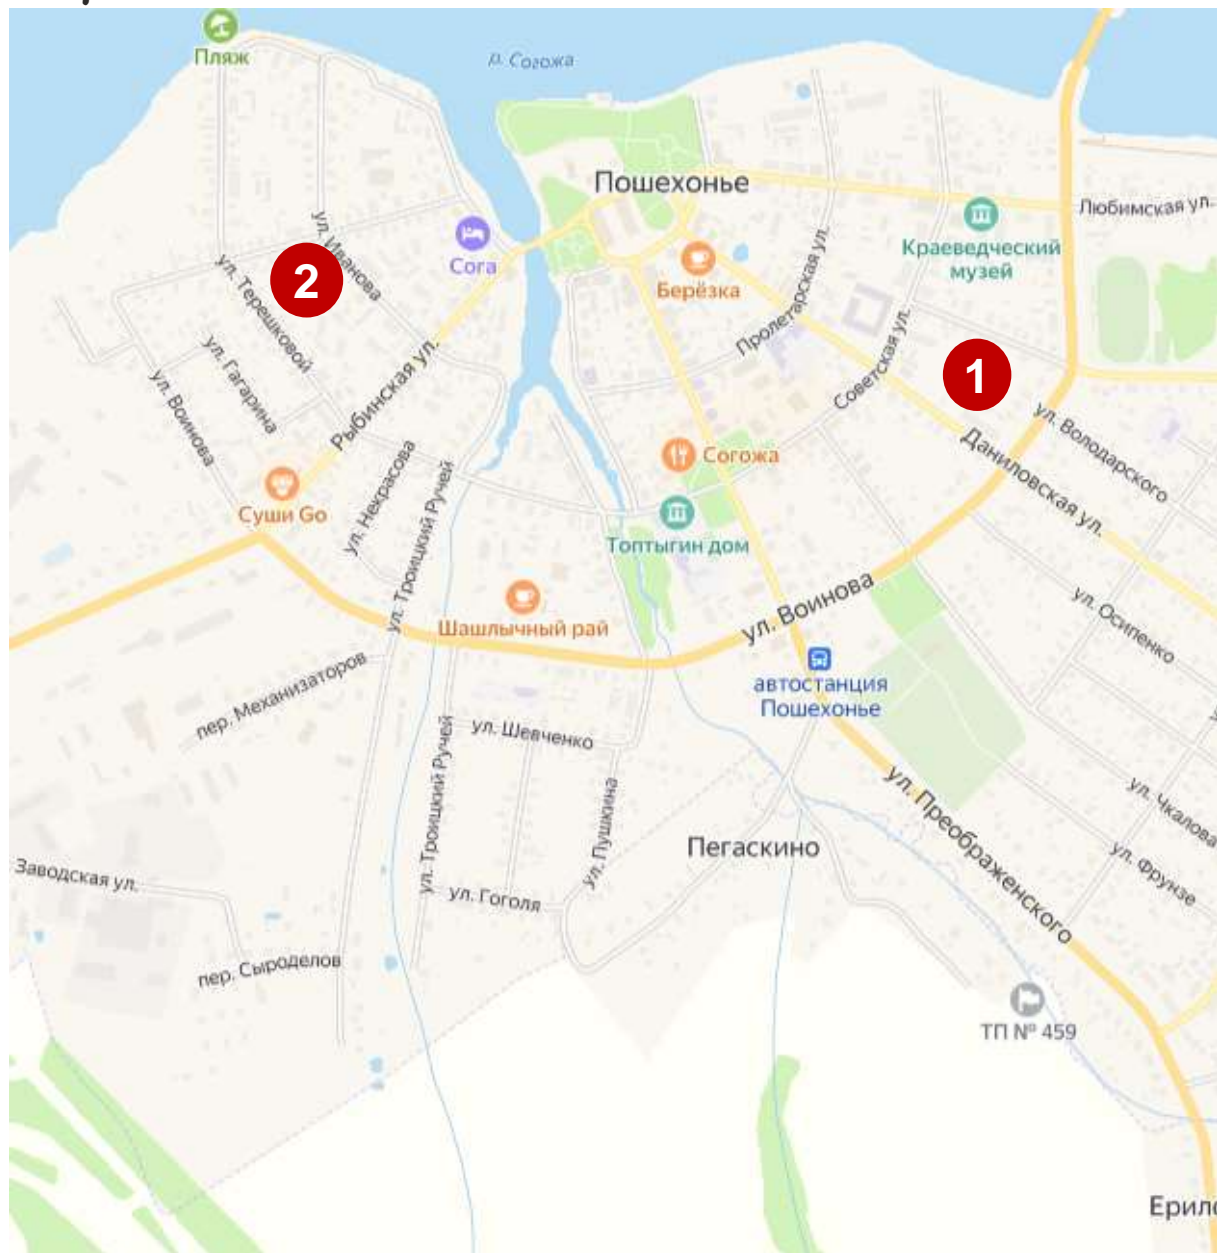 Пляж
р. Согожа
Пошехонье
Любимская ул.
ул. Иванова
Сога
Краеведческий
музей
2
ул. Терешковой
Берёзка
Пролетарская ул.
1
ул. Гагарина
Рыбинская ул.
Советская ул.
ул. Воинова
ул. Володарского
Даниловская ул.
Согожа
ул. Некрасова
Суши Go
ул. Троицкий Ручей
Топтыгин дом
ул. Воинова
ул. Осипенко
Шашлычный рай
пер. Механизаторов
автостанция
Пошехонье
ул. Шевченко
ул. Троицкий Ручей
ул. Пушкина
ул. Преображенского
ул. Чкалова
Пегаскино
ул. Фрунзе
Заводская ул.
ул. Гоголя
пер. Сыроделов
ТП № 459
Ерил